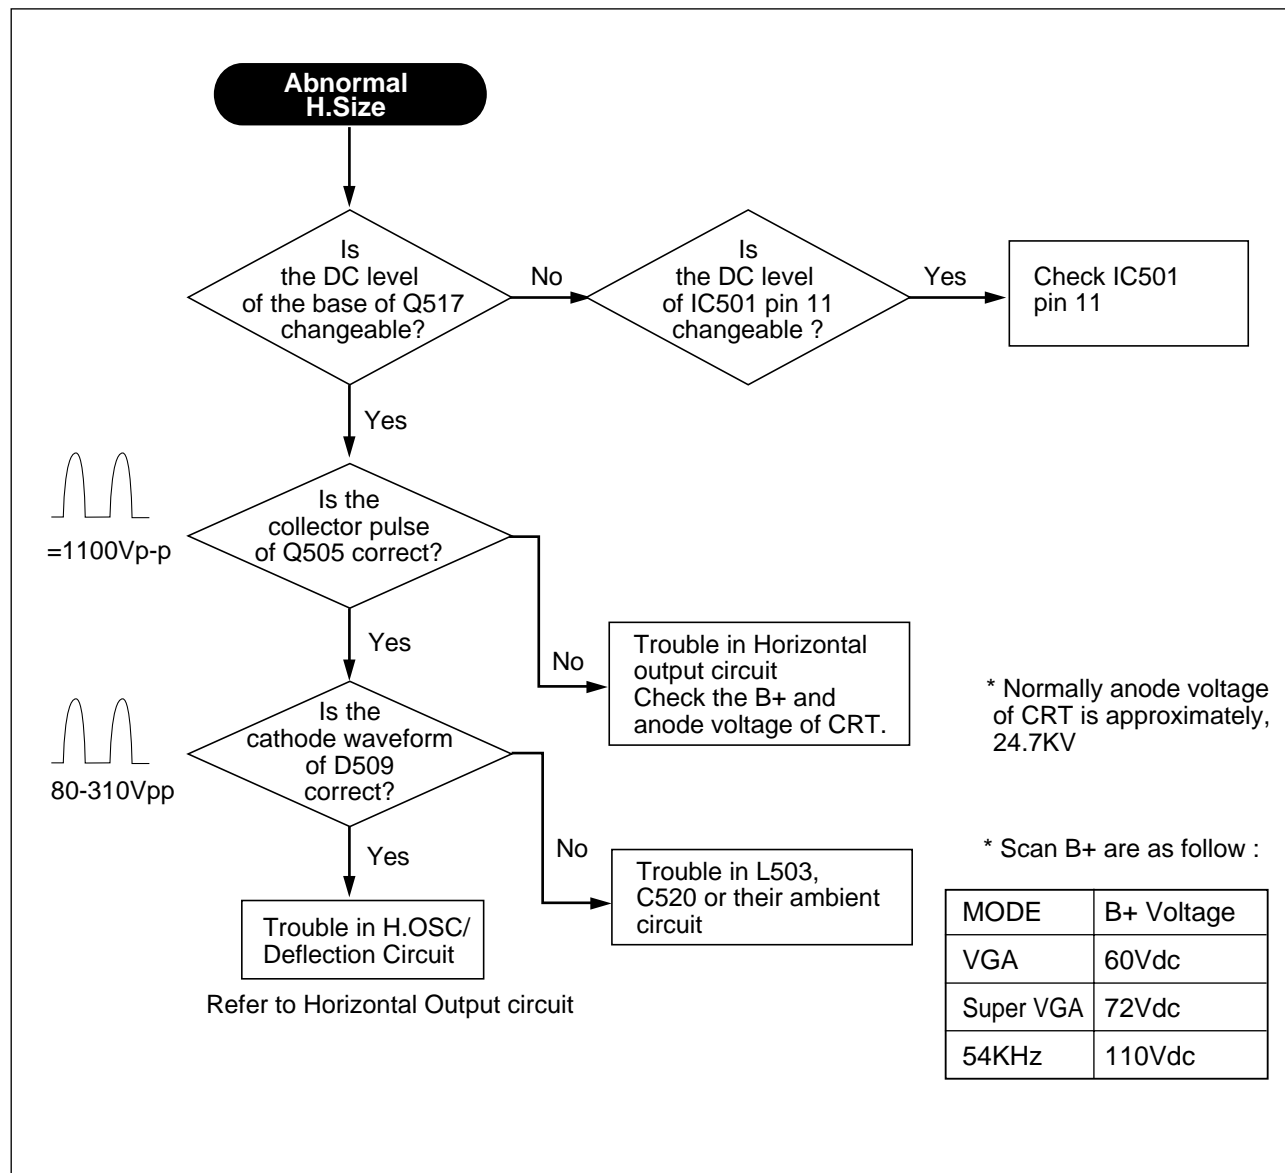 Abnormal
H.Size
Is
the DC level
of the base of Q517
changeable?
No
Is
the DC level
of IC501 pin 11
changeable ?
Yes
Check IC501
pin 11
Yes
=1100Vp-p
Is the
collector pulse
of Q505 correct?
Yes
No
Trouble in Horizontal
output circuit
Check the B+ and
anode voltage of CRT.
* Normally anode voltage
of CRT is approximately,
24.7KV
80-310Vpp
Is the
cathode waveform
of D509
correct?
Yes
No
Trouble in L503,
C520 or their ambient
circuit
Trouble in H.OSC/
Deflection Circuit
Refer to Horizontal Output circuit
* Scan B+ are as follow :
MODE B+ Voltage
VGA 60Vdc
Super VGA 72Vdc
54KHz 110Vdc